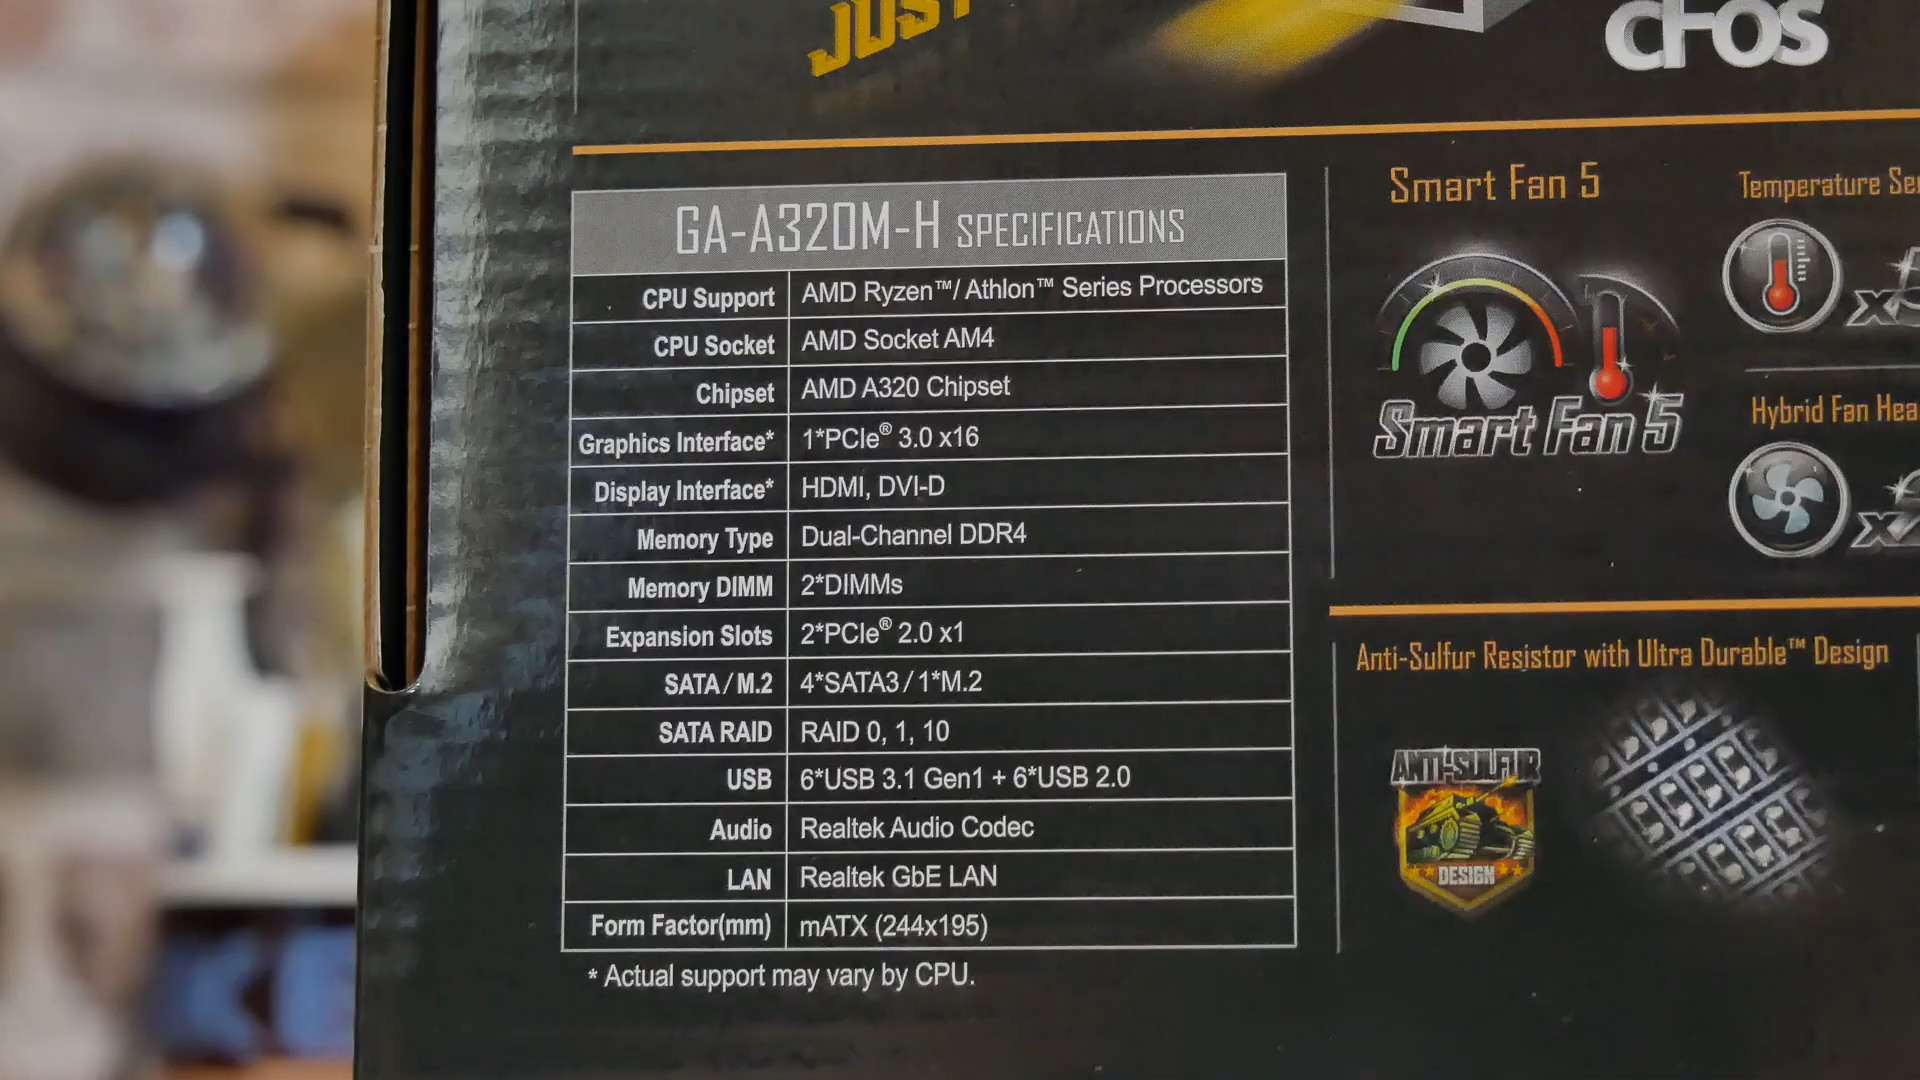 JUST
cFOS
GA-A320M-H SPECIFICATIONS
CPU Support AMD Ryzen™/ Athlon™ Series Processors
CPU Socket AMD Socket AM4
Chipset AMD A320 Chipset
Graphics Interface* 1*PCIe® 3.0 x16
Display Interface* HDMI, DVI-D
Memory Type Dual-Channel DDR4
Memory DIMM 2*DIMMs
Expansion Slots 2*PCIe® 2.0 x1
SATA / M.2 4*SATA3 / 1*M.2
SATA RAID RAID 0, 1, 10
USB 6*USB 3.1 Gen1 + 6*USB 2.0
Audio Realtek Audio Codec
LAN Realtek GbE LAN
Form Factor(mm) mATX (244x195)
* Actual support may vary by CPU.
Smart Fan 5
Smart Fan 5
Temperature
Hybrid Fan
Anti-Sulfur Resistor with Ultra Durable™ Design
ANTI-SULFUR
DESIGN